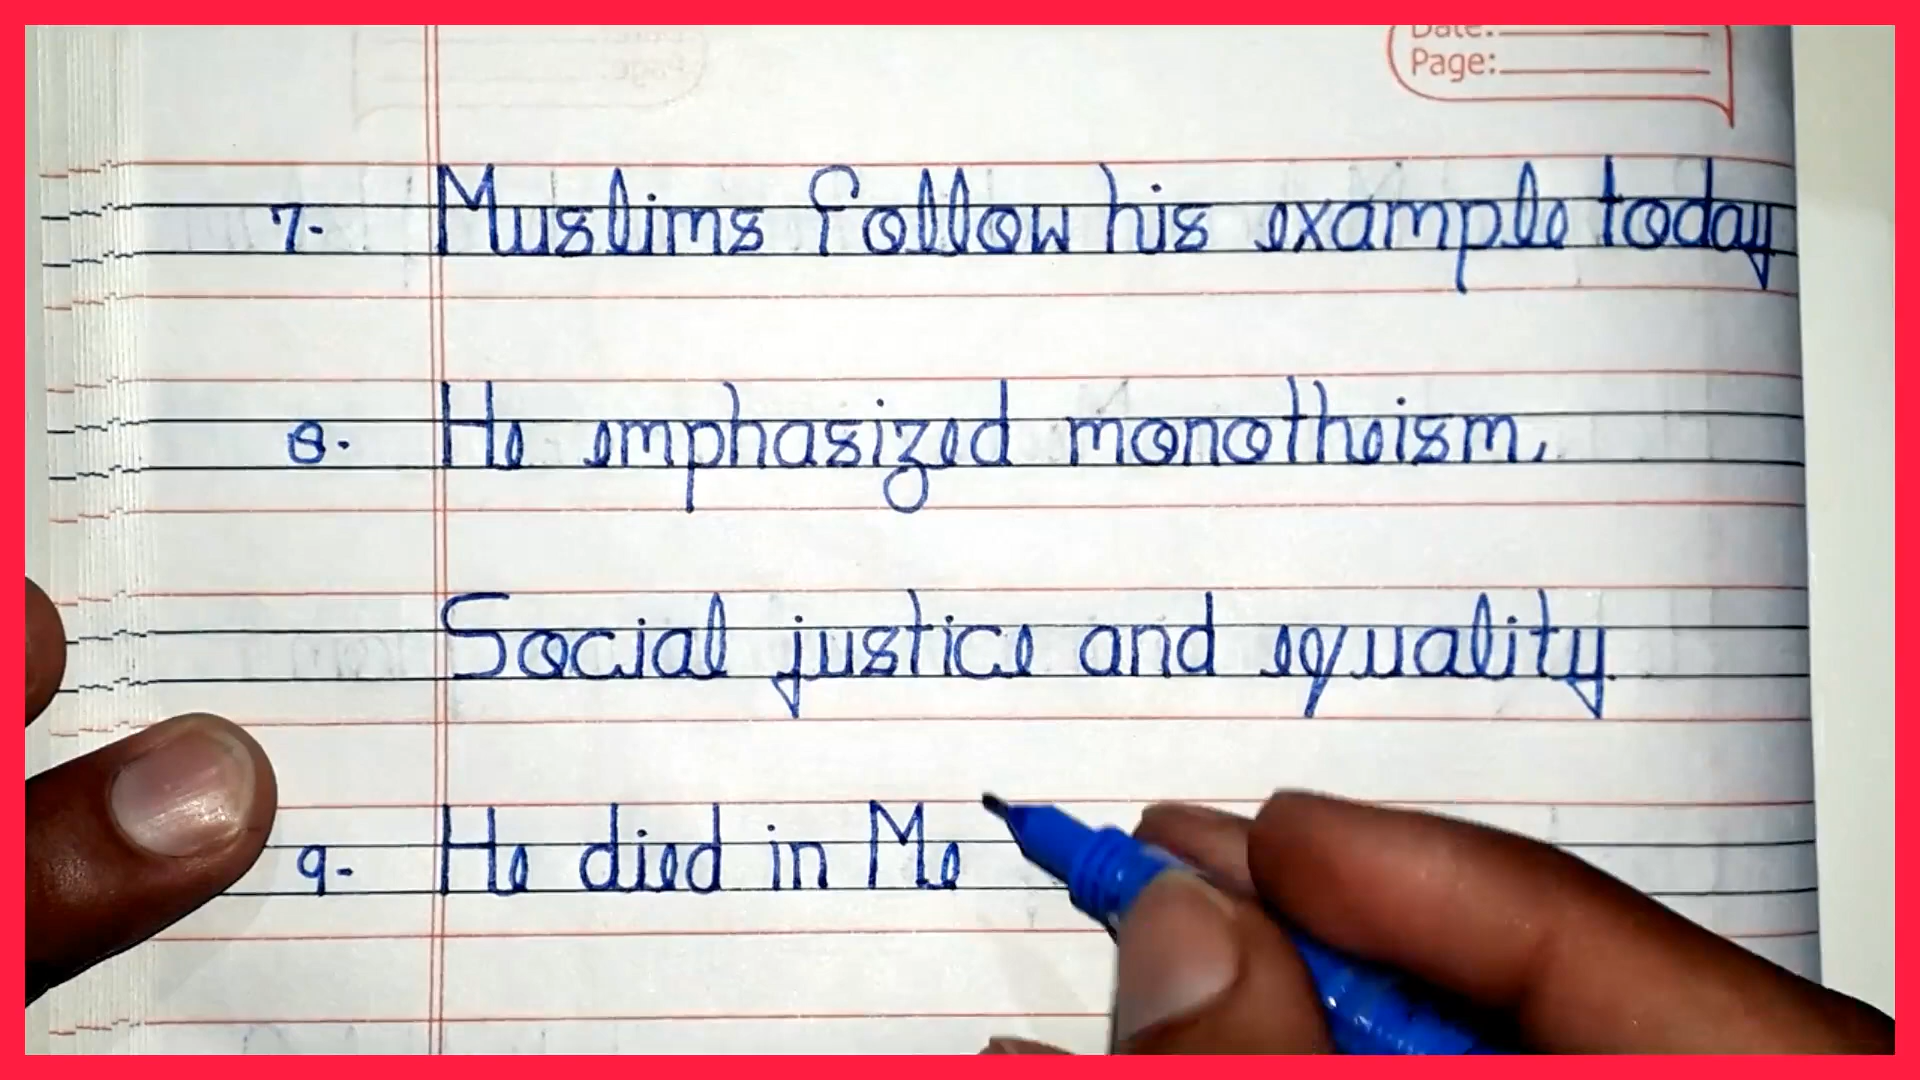 Date:
Page:
7. Muslims follow his example today
8. He emphasized monotheism,
Social justice and equality
9. He died in Me